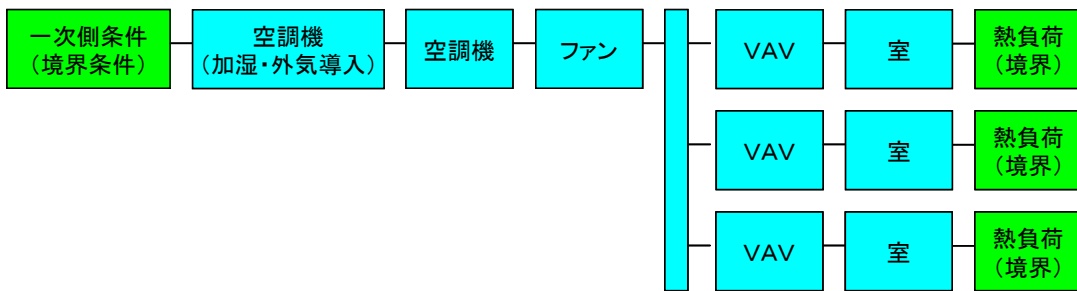 一次側条件
（境界条件）
空調機
（加湿・外気導入）
空調機
ファン
ＶＡＶ
室
熱負荷
（境界）
ＶＡＶ
室
熱負荷
（境界）
ＶＡＶ
室
熱負荷
（境界）